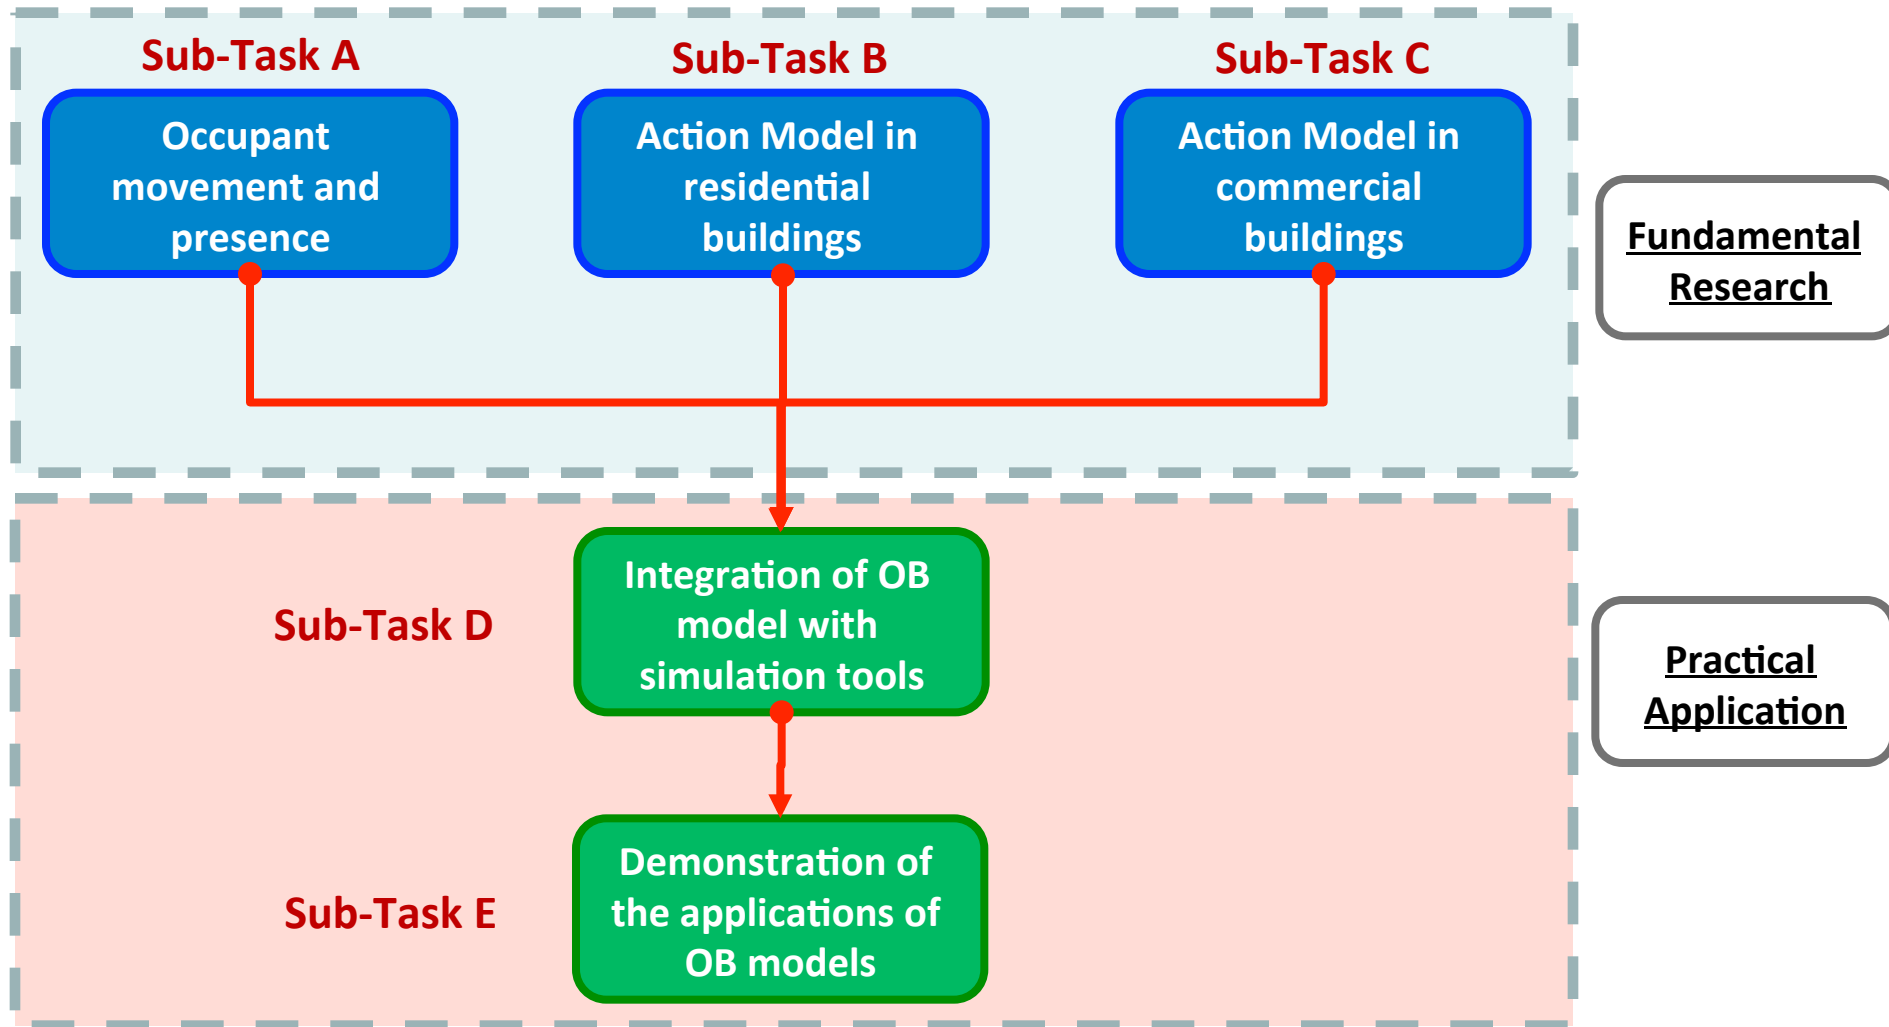 Sub-Task A
Occupant
movement and
presence
Sub-Task B
Action Model in
residential
buildings
Sub-Task C
Action Model in
commercial
buildings
Fundamental
Research
Sub-Task D
Integration of OB
model with
simulation tools
Practical
Application
Sub-Task E
Demonstration of
the applications of
OB models